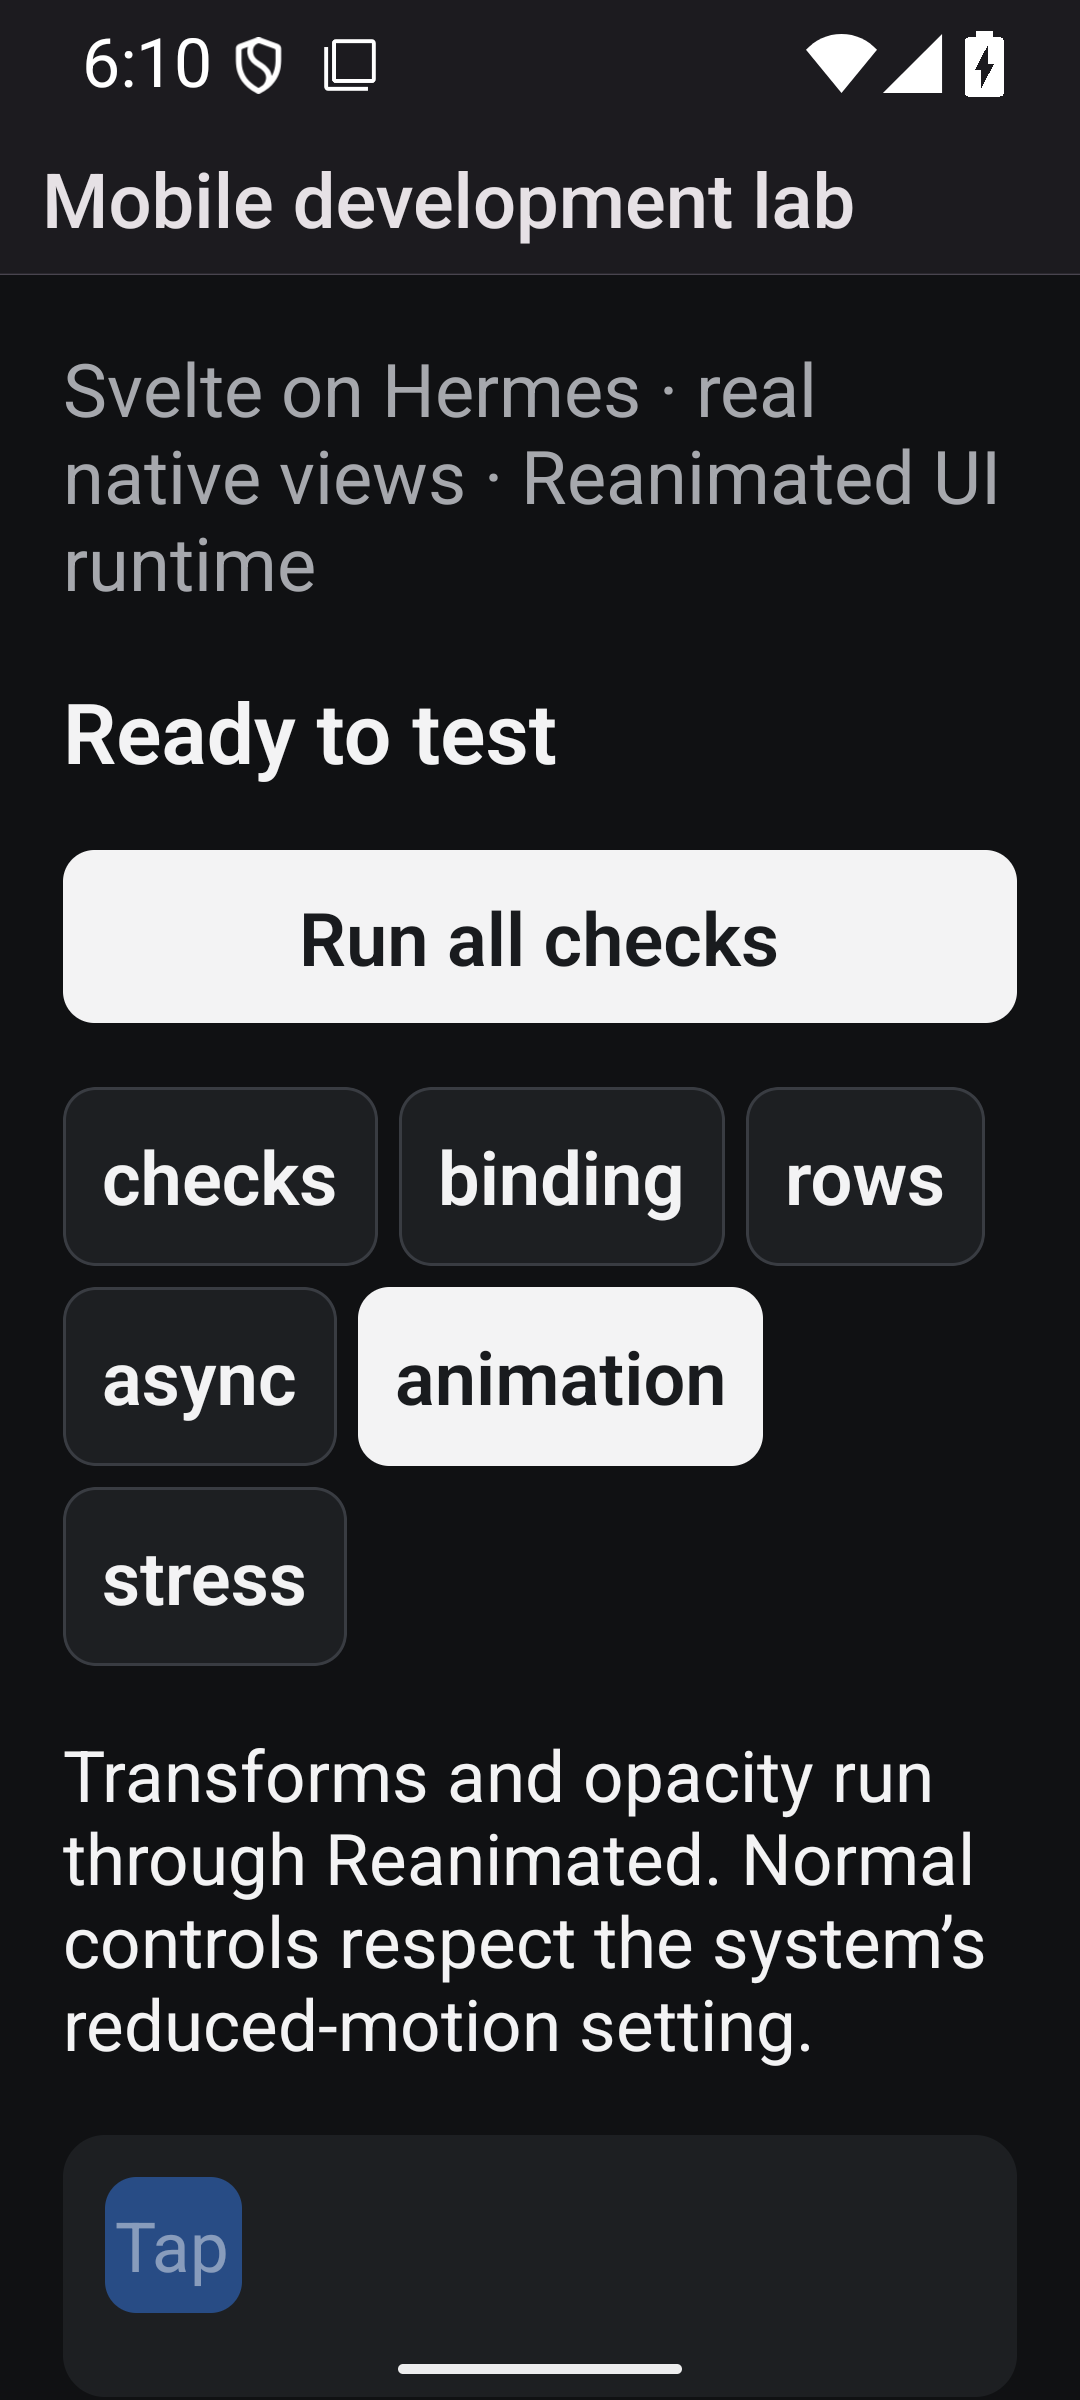 6:10
Mobile development lab
Svelte on Hermes · real
native views · Reanimated UI
runtime
Ready to test
Run all checks
checks binding rows
async animation
stress
Transforms and opacity run
through Reanimated. Normal
controls respect the system’s
reduced-motion setting.
Tap